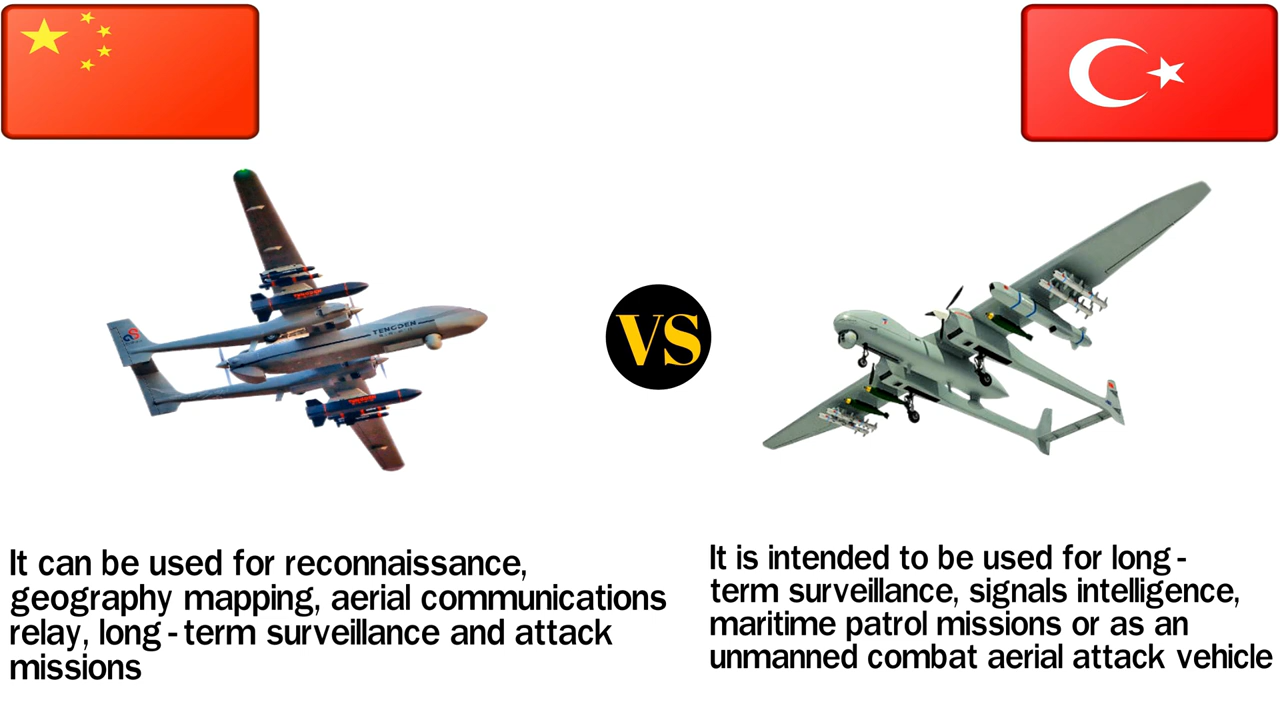 TENGDEN
VS
It can be used for reconnaissance,
geography mapping, aerial communications
relay, long-term surveillance and attack
missions
It is intended to be used for long-
term surveillance, signals intelligence,
maritime patrol missions or as an
unmanned combat aerial attack vehicle